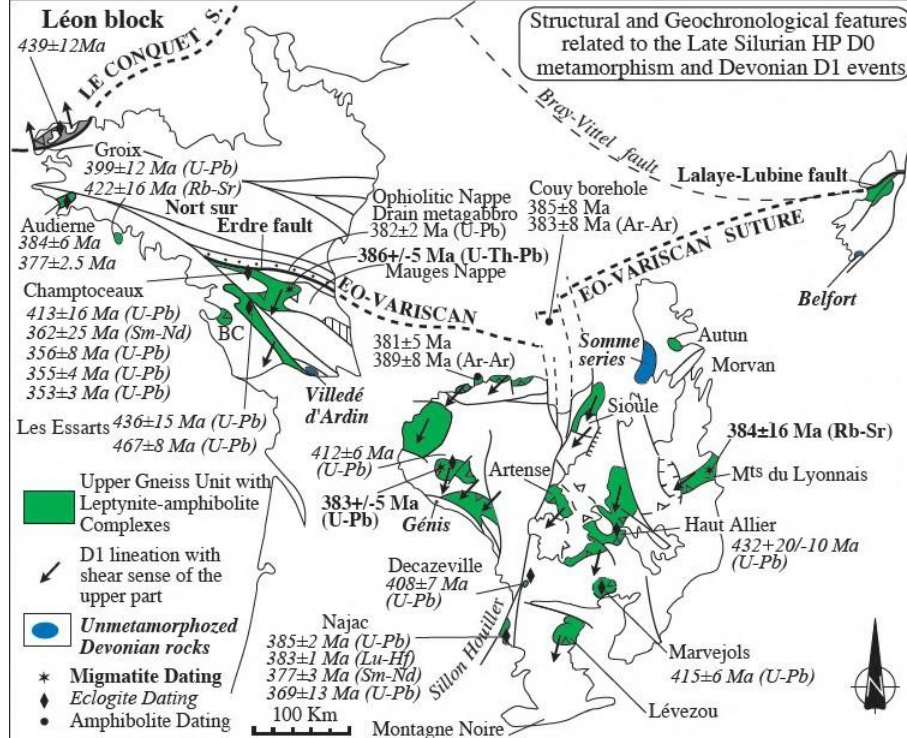 Léon block
439±12Ma
LE CONQUET S.
Structural and Geochronological features
related to the Late Silurian HP D0
metamorphism and Devonian D1 events
Bray-Vittel fault
Groix
399±12 Ma (U-Pb)
422±16 Ma (Rb-Sr)
Nort sur
Erdre fault
Audierne
384±6 Ma
377±2.5 Ma
Ophiolitic Nappe
Drain metagabbro
382±2 Ma (U-Pb)
386+/-5 Ma (U-Th-Pb)
Mauges Nappe
Couy borehole
385±8 Ma
383±8 Ma (Ar-Ar)
Lalaye-Lubine fault
EO-VARISCAN SUTURE
EO-VARISCAN
Belfort
Champtoceaux
413±16 Ma (U-Pb)
362±25 Ma (Sm-Nd)
356±8 Ma (U-Pb)
355±4 Ma (U-Pb)
353±3 Ma (U-Pb)
BC
381±5 Ma
389±8 Ma (Ar-Ar)
Somme
series
Autun
Morvan
Villedé
d'Ardin
Les Essarts 436±15 Ma (U-Pb)
467±8 Ma (U-Pb)
Sioule
384±16 Ma (Rb-Sr)
Mts du Lyonnais
412±6 Ma
(U-Pb)
Artense
383+/-5 Ma
(U-Pb)
Génis
Haut Allier
432+20/-10 Ma
(U-Pb)
Decazeville
408±7 Ma
(U-Pb)
Najac
385±2 Ma (U-Pb)
383±1 Ma (Lu-Hf)
377±3 Ma (Sm-Nd)
369±13 Ma (U-Pb)
Sillon Houiller
Marvejols
415±6 Ma (U-Pb)
Lévezou
Montagne Noire
Upper Gneiss Unit with
Leptynite-amphibolite
Complexes
D1 lineation with
shear sense of the
upper part
Unmetamorphozed
Devonian rocks
Migmatite Dating
Eclogite Dating
Amphibolite Dating
100 Km
N